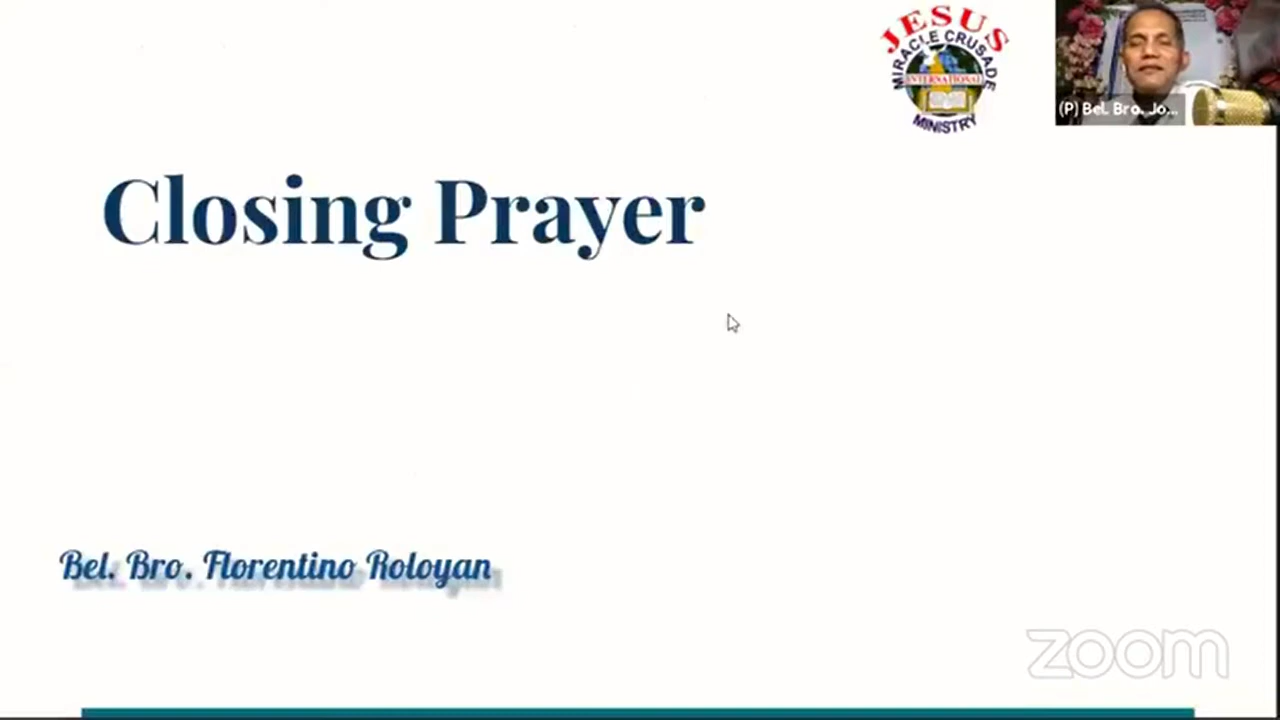 JESUS
MIRACLE CRUSADE
INTERNATIONAL
MINISTRY
(P) Bel. Bro. Jo...
Closing Prayer
Bel. Bro. Florentino Roloyan
zoom